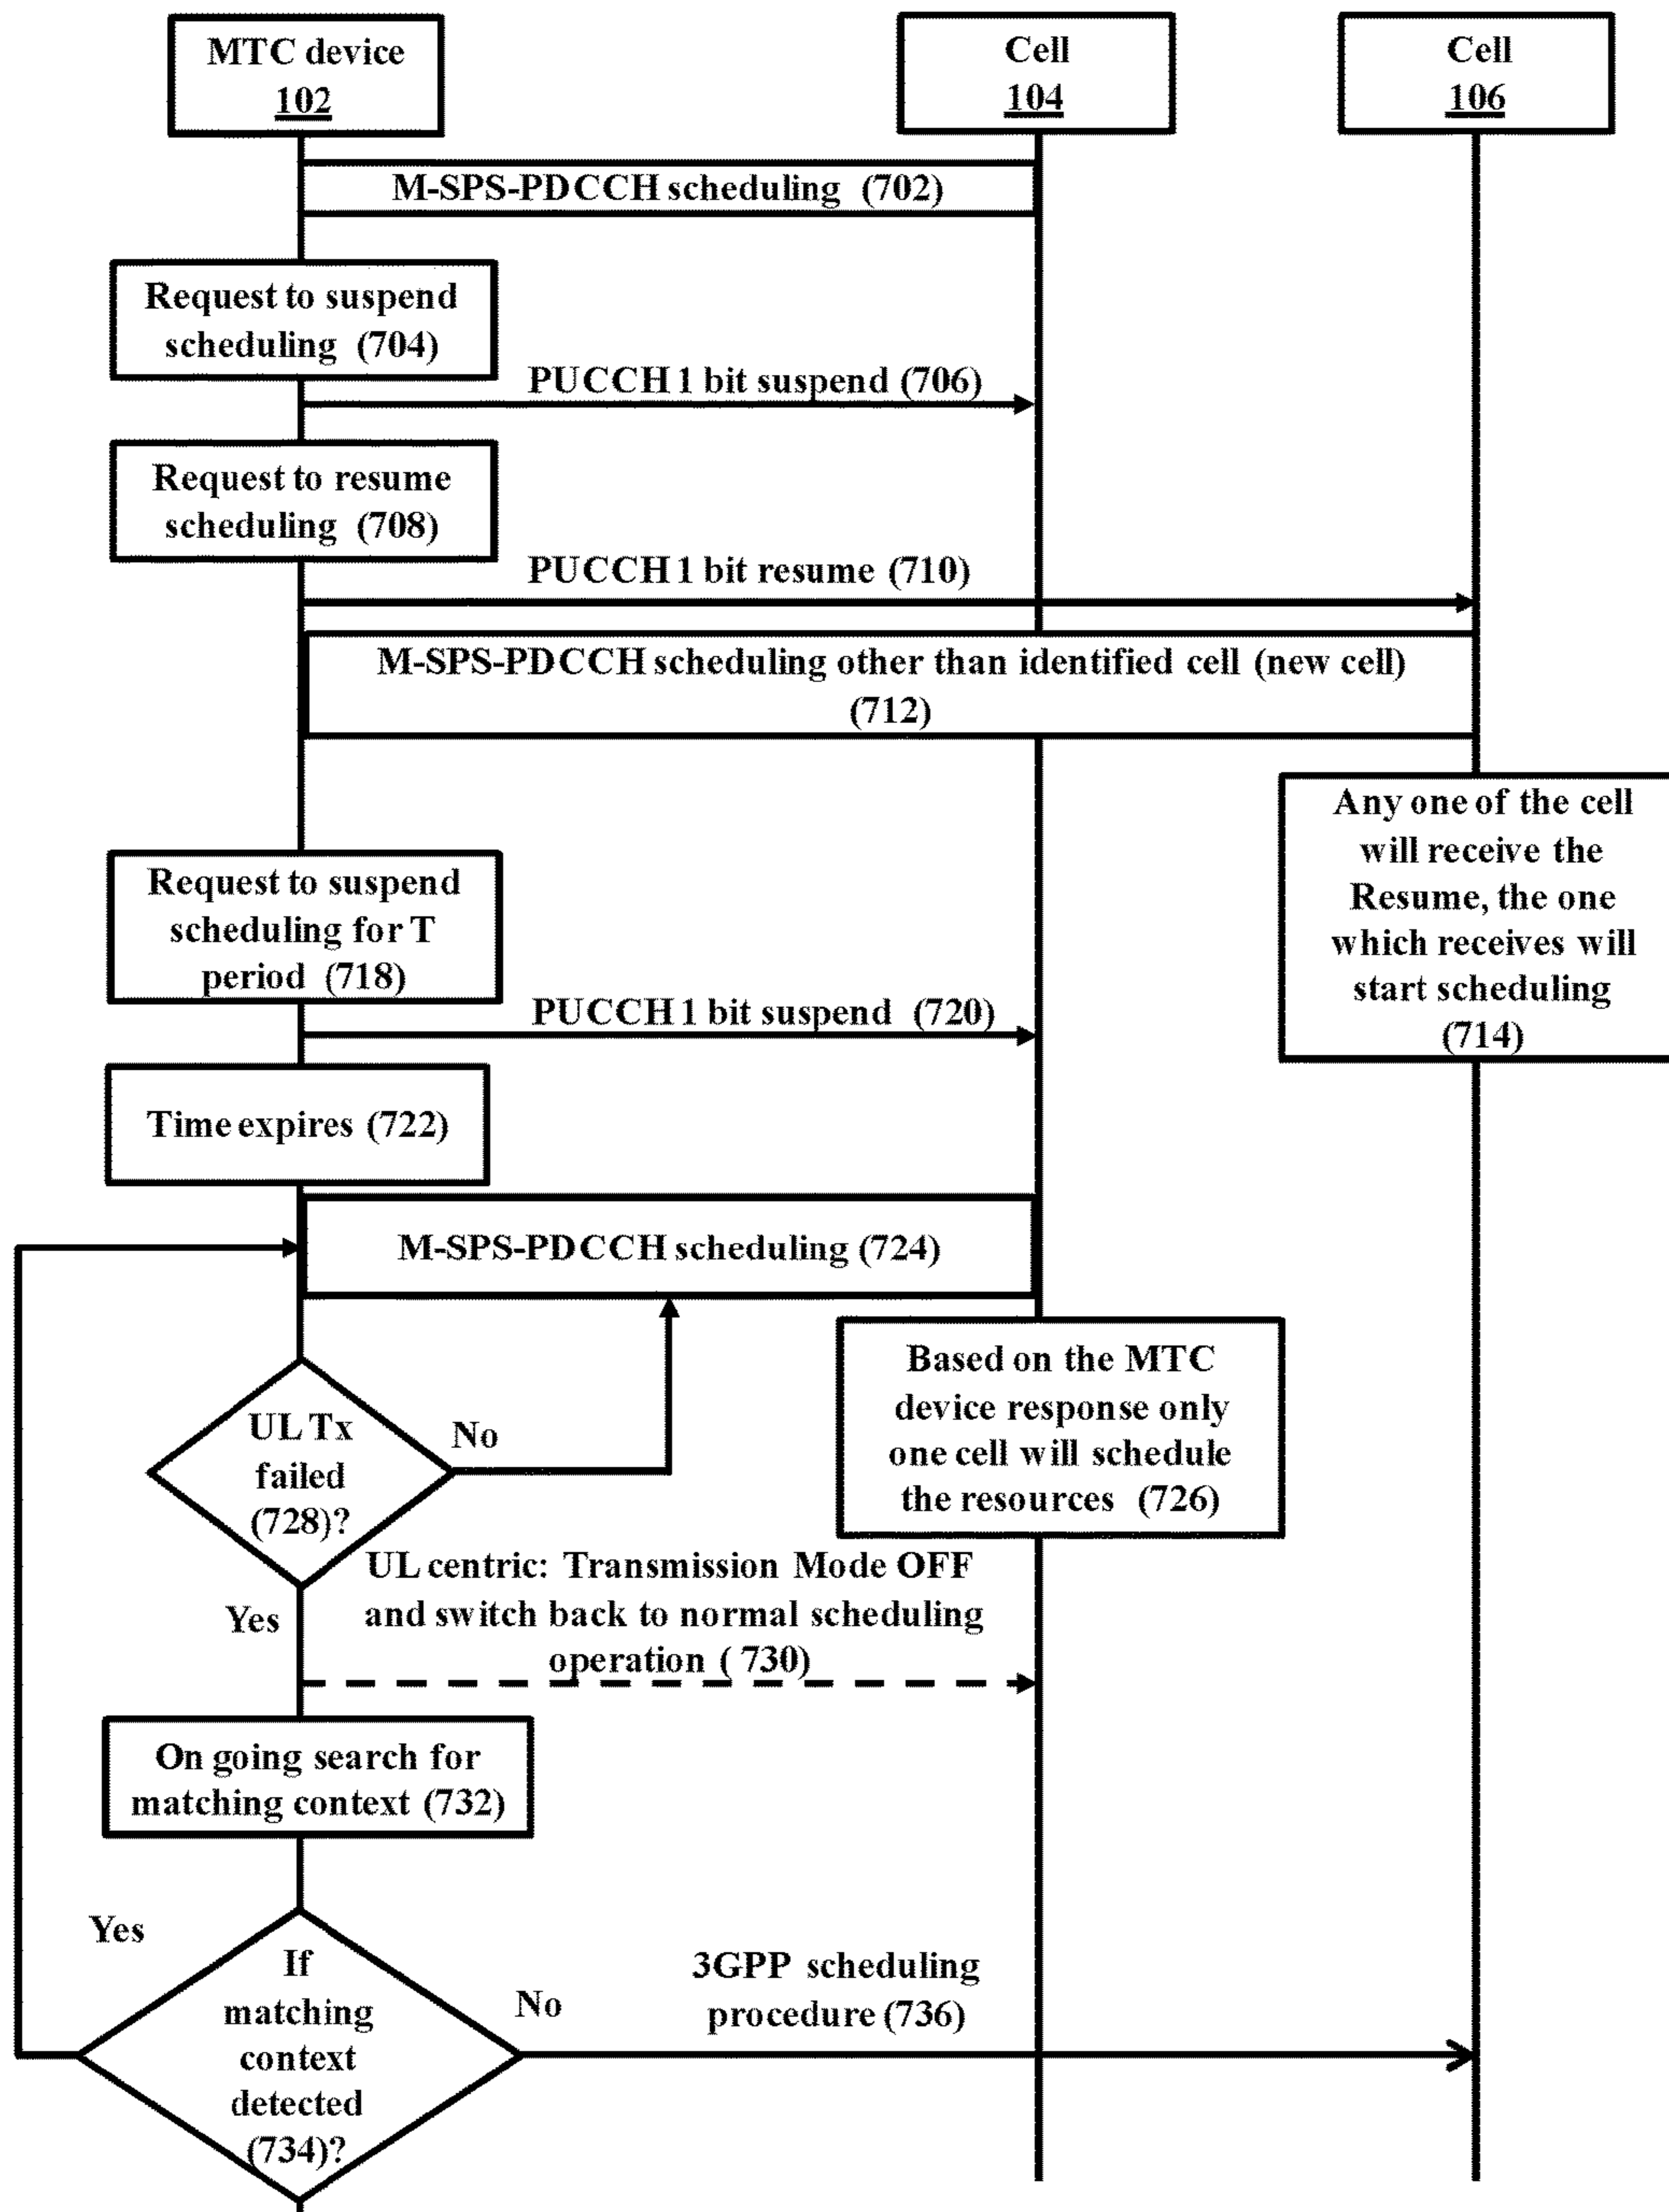 MTC device
102
Cell
104
Cell
106
M-SPS-PDCCH scheduling (702)
Request to suspend
scheduling (704)
PUCCH 1 bit suspend (706)
Request to resume
scheduling (708)
PUCCH 1 bit resume (710)
M-SPS-PDCCH scheduling other than identified cell (new cell)
(712)
Any one of the cell
will receive the
Resume, the one
which receives will
start scheduling
(714)
Request to suspend
scheduling for T
period (718)
PUCCH 1 bit suspend (720)
Time expires (722)
M-SPS-PDCCH scheduling (724)
Based on the MTC
device response only
one cell will schedule
the resources (726)
UL Tx
failed
(728)?
No
Yes
UL centric: Transmission Mode OFF
and switch back to normal scheduling
operation ( 730)
On going search for
matching context (732)
Yes
If
matching
context
detected
(734)?
No
3GPP scheduling
procedure (736)